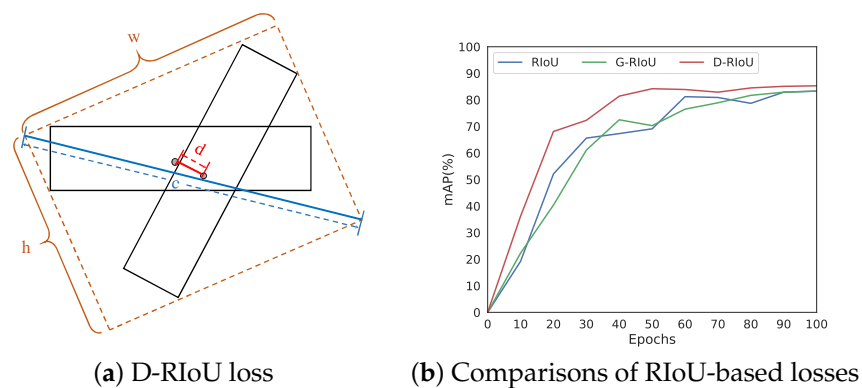 w
h
d
c
(a) D-RIoU loss
RIoU G-RIoU D-RIoU
mAP(%)
100
90
80
70
60
50
40
30
20
10
0
0 10 20 30 40 50 60 70 80 90 100
Epochs
(b) Comparisons of RIoU-based losses